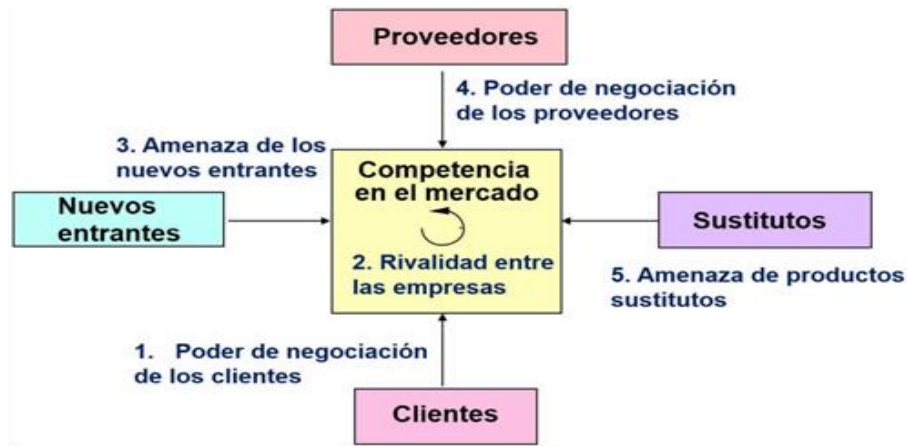 Proveedores
4. Poder de negociación
de los proveedores
3. Amenaza de los
nuevos entrantes
Competencia
en el mercado
Nuevos
entrantes
Sustitutos
2. Rivalidad entre
las empresas
5. Amenaza de productos
sustitutos
1. Poder de negociación
de los clientes
Clientes